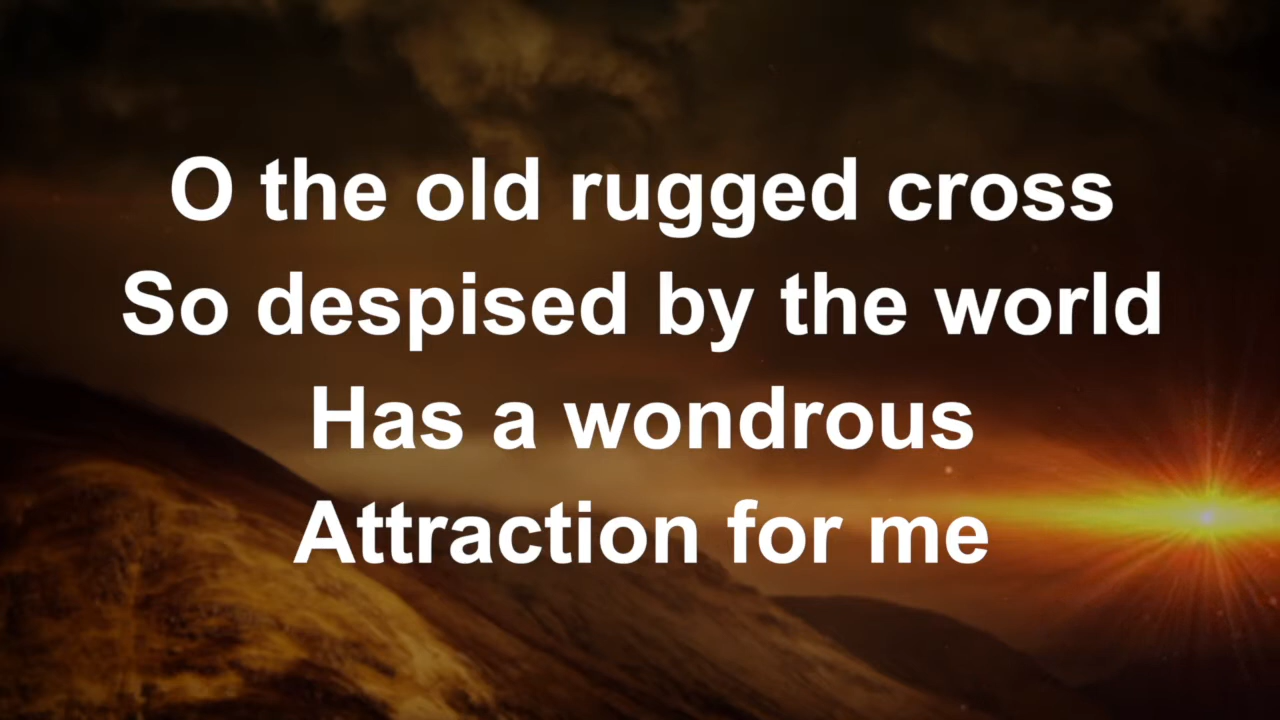 O the old rugged cross
So despised by the world
Has a wondrous
Attraction for me